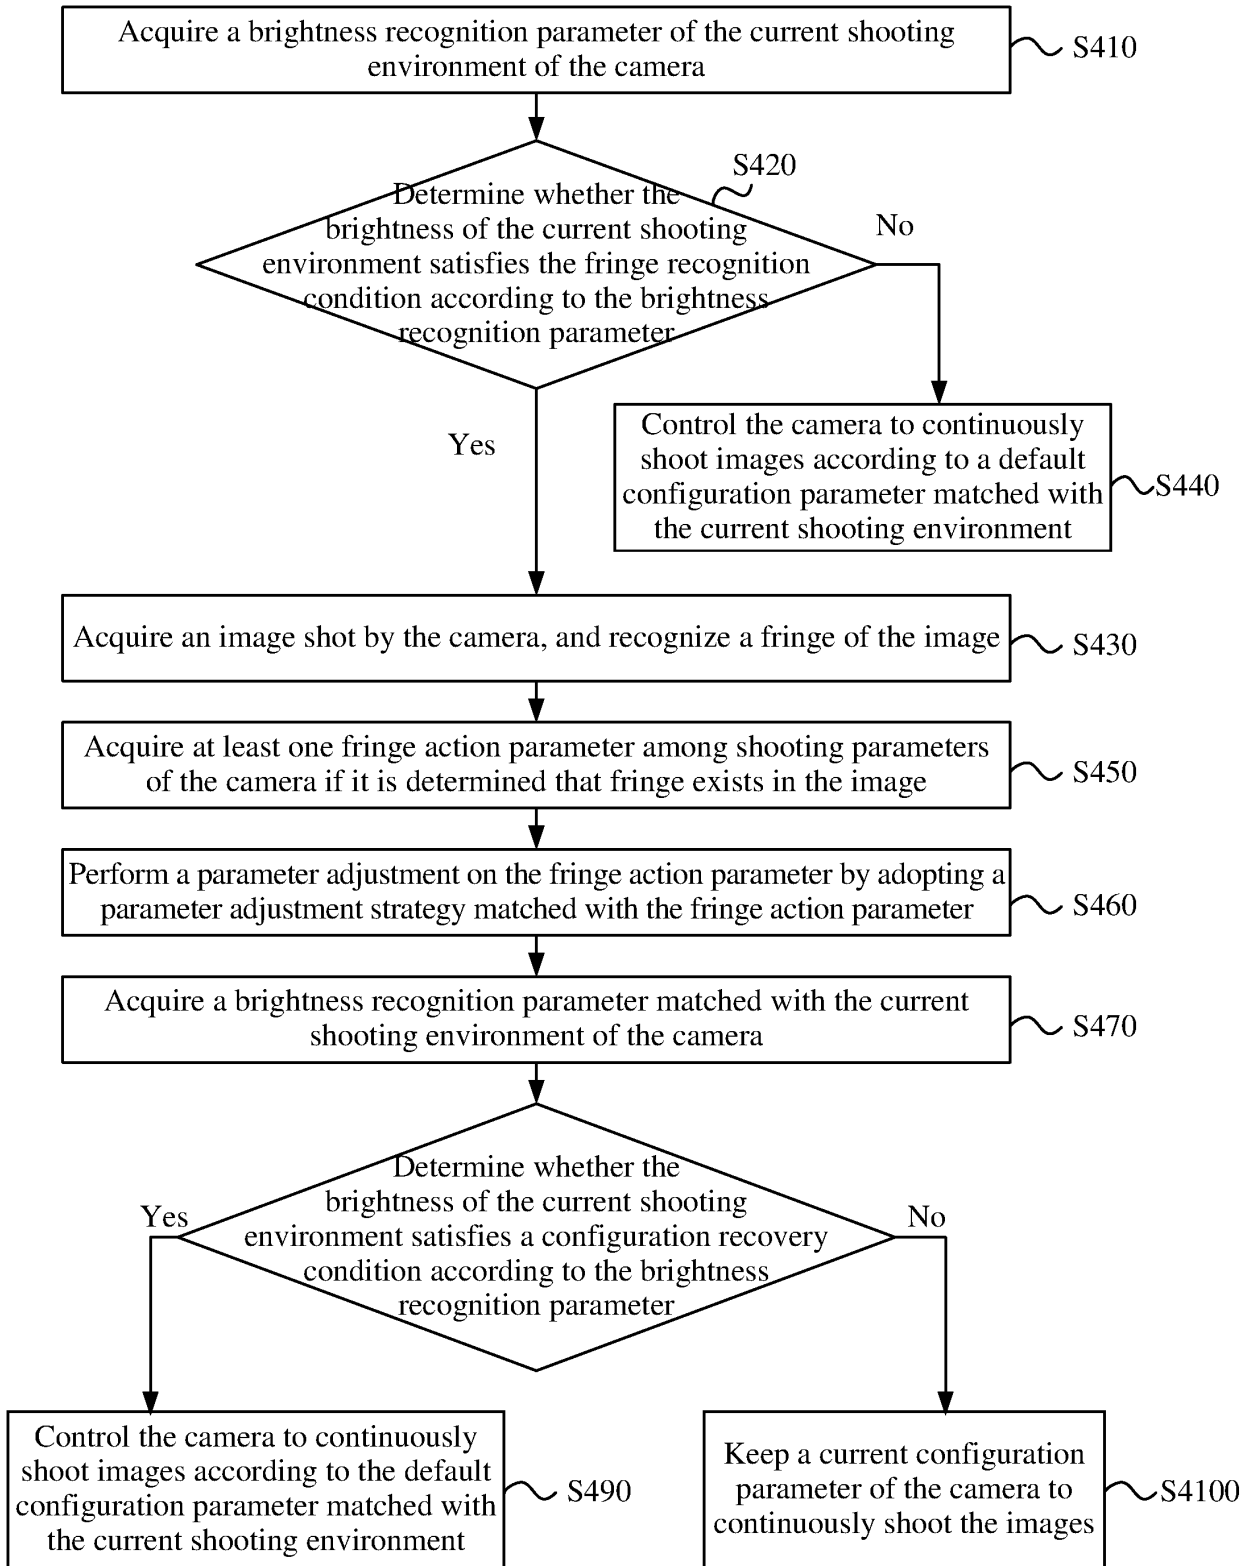 Acquire a brightness recognition parameter of the current shooting
environment of the camera
S410
S420
Determine whether the
brightness of the current shooting
environment satisfies the fringe recognition
condition according to the brightness
recognition parameter
No
Yes
Control the camera to continuously
shoot images according to a default
configuration parameter matched with
the current shooting environment
S440
Acquire an image shot by the camera, and recognize a fringe of the image
S430
Acquire at least one fringe action parameter among shooting parameters
of the camera if it is determined that fringe exists in the image
S450
Perform a parameter adjustment on the fringe action parameter by adopting a
parameter adjustment strategy matched with the fringe action parameter
S460
Acquire a brightness recognition parameter matched with the current
shooting environment of the camera
S470
Determine whether the
brightness of the current shooting
environment satisfies a configuration recovery
condition according to the brightness
recognition parameter
Yes
No
Control the camera to continuously
shoot images according to the default
configuration parameter matched with
the current shooting environment
S490
Keep a current configuration
parameter of the camera to
continuously shoot the images
S4100